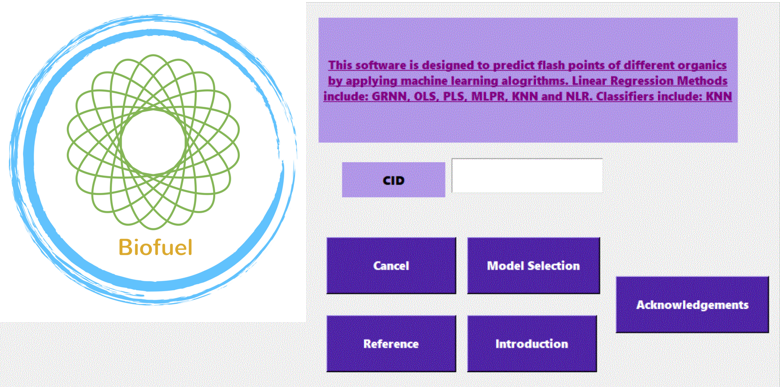 Biofuel
This software is designed to predict flash points of different organics
by applying machine learning alogrithms. Linear Regression Methods
include: GRNN, OLS, PLS, MLPR, KNN and NLR. Classifiers include: KNN
CID
Cancel
Model Selection
Acknowledgements
Reference
Introduction